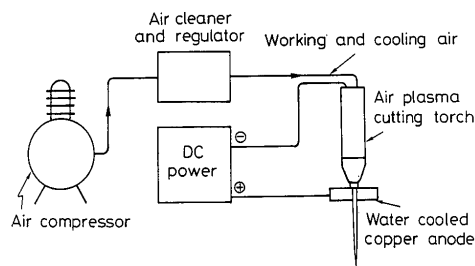 Air cleaner
and regulator
Working and cooling air
Air plasma
cutting torch
⊖
DC
power
⊕
Air compressor
Water cooled
copper anode